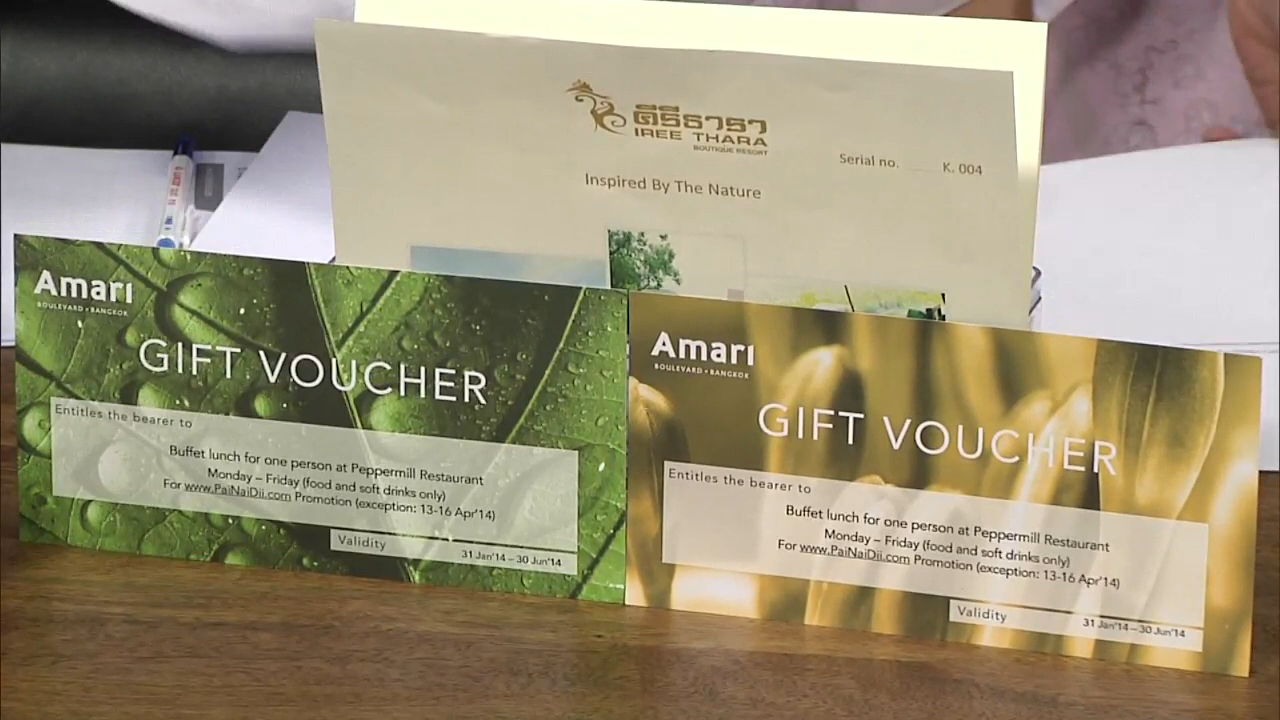 คีรีธารา
IREE THARA
BOUTIQUE RESORT
Serial no. K. 004
Inspired By The Nature
Amari
BOULEVARD • BANGKOK
GIFT VOUCHER
Entitles the bearer to
Buffet lunch for one person at Peppermill Restaurant
Monday – Friday (food and soft drinks only)
For www.PaiNaiDii.com Promotion (exception: 13-16 Apr'14)
Validity 31 Jan'14 – 30 Jun'14
Amari
BOULEVARD • BANGKOK
GIFT VOUCHER
Entitles the bearer to
Buffet lunch for one person at Peppermill Restaurant
Monday – Friday (food and soft drinks only)
For www.PaiNaiDii.com Promotion (exception: 13-16 Apr'14)
Validity 31 Jan'14 – 30 Jun'14